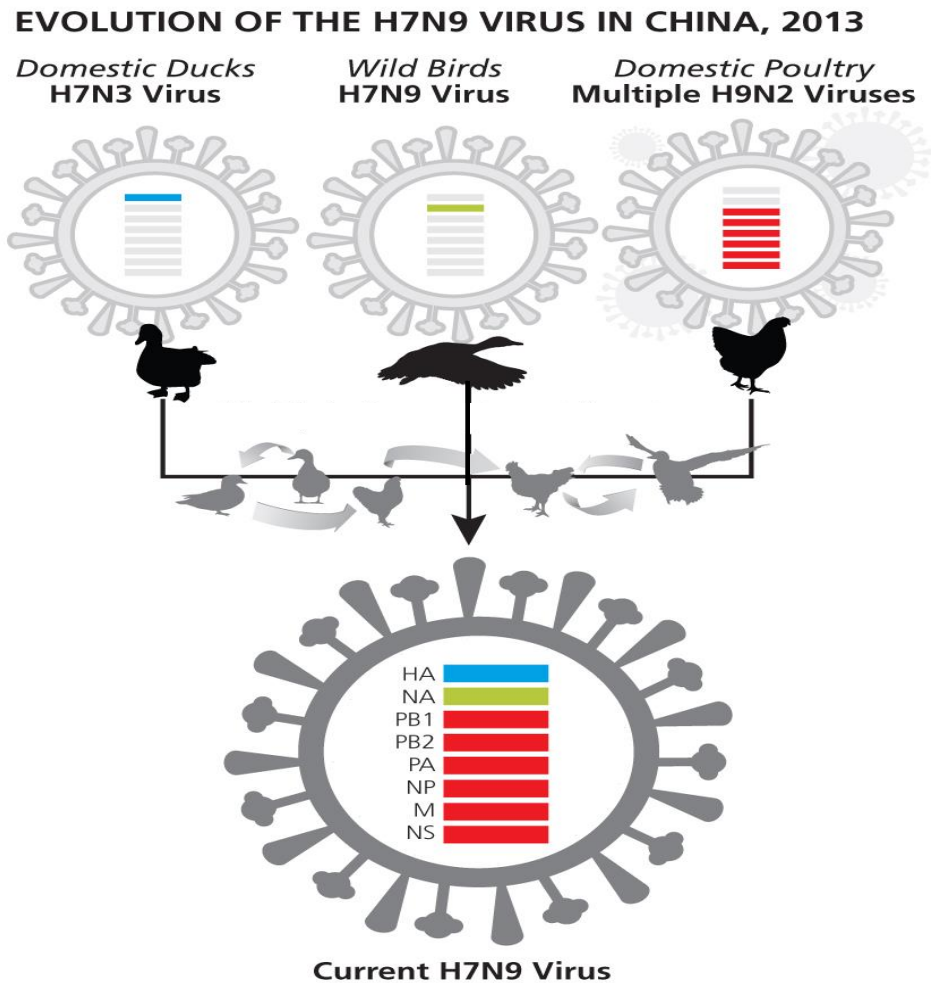 EVOLUTION OF THE H7N9 VIRUS IN CHINA, 2013
Domestic Ducks
H7N3 Virus
Wild Birds
H7N9 Virus
Domestic Poultry
Multiple H9N2 Viruses
HA
NA
PB1
PB2
PA
NP
M
NS
Current H7N9 Virus